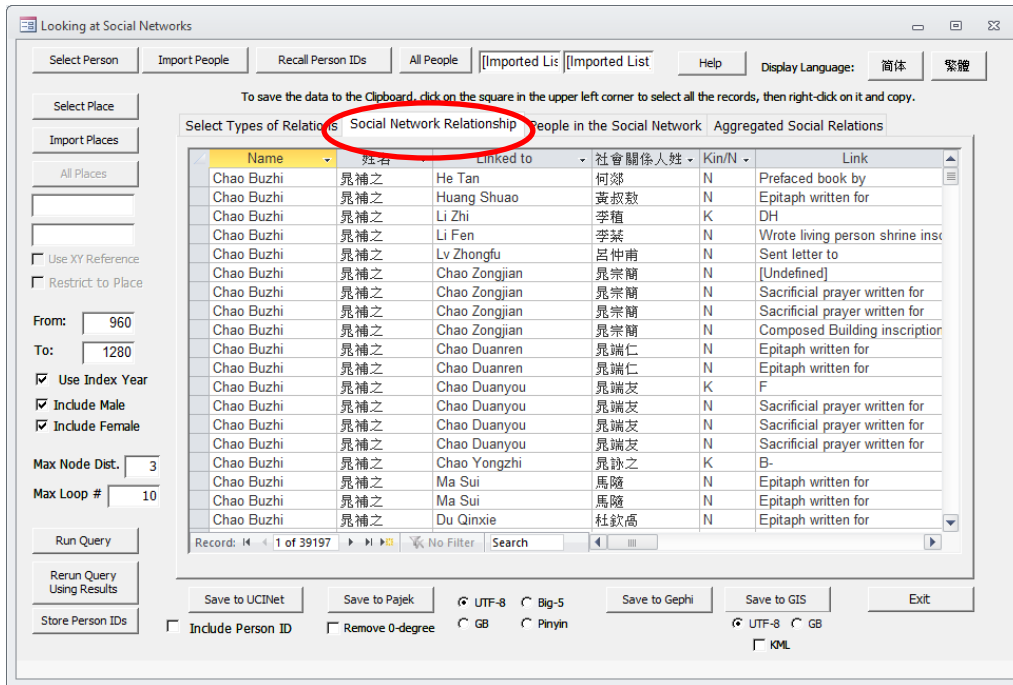 Looking at Social Networks
Select Person Import People Recall Person IDs All People [Imported Lis [Imported List Help Display Language: 简体 繁體
To save the data to the Clipboard, click on the square in the upper left corner to select all the records, then right-click on it and copy.
Select Place
Import Places
All Places
Use XY Reference
Restrict to Place
From: 960
To: 1280
Use Index Year
Include Male
Include Female
Max Node Dist. 3
Max Loop # 10
Run Query
Rerun Query
Using Results
Store Person IDs
Select Types of Relations Social Network Relationship People in the Social Network Aggregated Social Relations
Name 姓名 Linked to 社會關係人姓 Kin/N Link
Chao Buzhi 晁補之 He Tan 何郯 N Prefaced book by
Chao Buzhi 晁補之 Huang Shuao 黃叔敖 N Epitaph written for
Chao Buzhi 晁補之 Li Zhi 李稙 K DH
Chao Buzhi 晁補之 Li Fen 李棻 N Wrote living person shrine insc
Chao Buzhi 晁補之 Lv Zhongfu 呂仲甫 N Sent letter to
Chao Buzhi 晁補之 Chao Zongjian 晁宗簡 N [Undefined]
Chao Buzhi 晁補之 Chao Zongjian 晁宗簡 N Sacrificial prayer written for
Chao Buzhi 晁補之 Chao Zongjian 晁宗簡 N Sacrificial prayer written for
Chao Buzhi 晁補之 Chao Zongjian 晁宗簡 N Composed Building inscription
Chao Buzhi 晁補之 Chao Duanren 晁端仁 N Epitaph written for
Chao Buzhi 晁補之 Chao Duanren 晁端仁 N Epitaph written for
Chao Buzhi 晁補之 Chao Duanyou 晁端友 K F
Chao Buzhi 晁補之 Chao Duanyou 晁端友 N Sacrificial prayer written for
Chao Buzhi 晁補之 Chao Duanyou 晁端友 N Sacrificial prayer written for
Chao Buzhi 晁補之 Chao Duanyou 晁端友 N Sacrificial prayer written for
Chao Buzhi 晁補之 Chao Yongzhi 晁詠之 K B-
Chao Buzhi 晁補之 Ma Sui 馬隨 N Epitaph written for
Chao Buzhi 晁補之 Ma Sui 馬隨 N Epitaph written for
Chao Buzhi 晁補之 Du Qinxie 杜欽卨 N Epitaph written for
Record: 1 of 39197 No Filter Search
Save to UCINet Save to Pajek UTF-8 Big-5 Save to Gephi Save to GIS Exit
Include Person ID Remove 0-degree GB Pinyin UTF-8 GB
KML